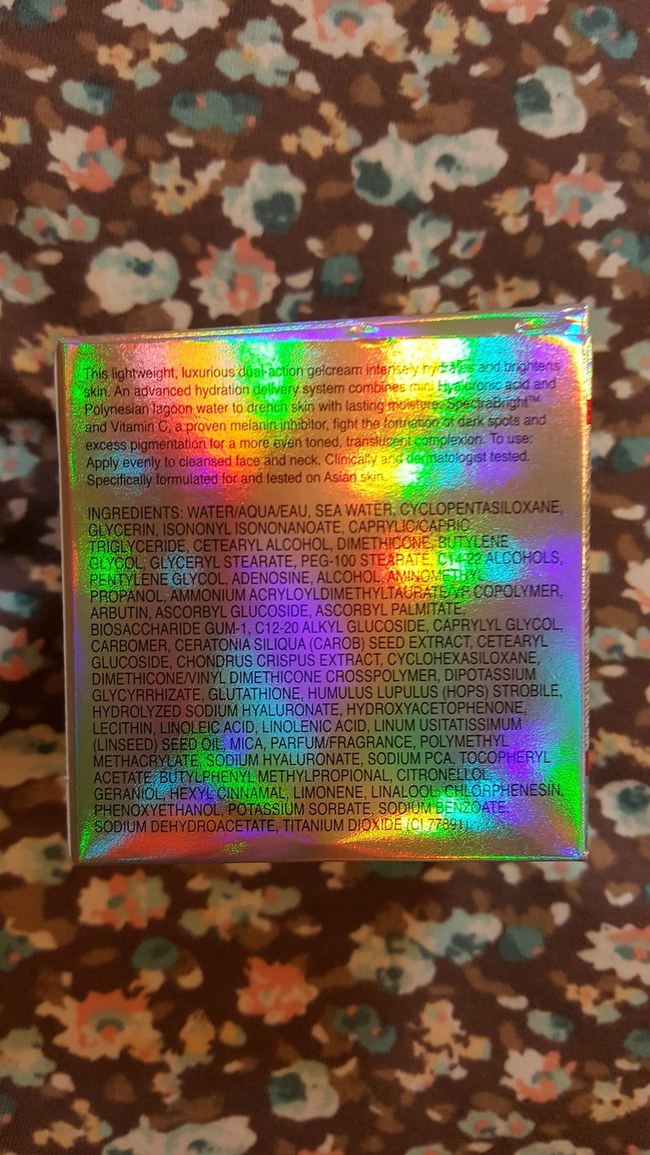 This lightweight, luxurious dual-action gelcream intensely hydrates and brightens
skin. An advanced hydration delivery system combines mini Hyaluronic acid and
Polynesian lagoon water to drench skin with lasting moisture. SpectraBright™
and Vitamin C, a proven melanin inhibitor, fight the formation of dark spots and
excess pigmentation for a more even toned, translucent complexion. To use:
Apply evenly to cleansed face and neck. Clinically and dermatologist tested.
Specifically formulated for and tested on Asian skin.
INGREDIENTS: WATER/AQUA/EAU, SEA WATER, CYCLOPENTASILOXANE,
GLYCERIN, ISONONYL ISONONANOATE, CAPRYLIC/CAPRIC
TRIGLYCERIDE, CETEARYL ALCOHOL, DIMETHICONE, BUTYLENE
GLYCOL, GLYCERYL STEARATE, PEG-100 STEARATE, C14-22 ALCOHOLS,
PENTYLENE GLYCOL, ADENOSINE, ALCOHOL, AMINOMETHYL
PROPANOL, AMMONIUM ACRYLOYLDIMETHYLTAURATE/VP COPOLYMER,
ARBUTIN, ASCORBYL GLUCOSIDE, ASCORBYL PALMITATE,
BIOSACCHARIDE GUM-1, C12-20 ALKYL GLUCOSIDE, CAPRYLYL GLYCOL,
CARBOMER, CERATONIA SILIQUA (CAROB) SEED EXTRACT, CETEARYL
GLUCOSIDE, CHONDRUS CRISPUS EXTRACT, CYCLOHEXASILOXANE,
DIMETHICONE/VINYL DIMETHICONE CROSSPOLYMER, DIPOTASSIUM
GLYCYRRHIZATE, GLUTATHIONE, HUMULUS LUPULUS (HOPS) STROBILE,
HYDROLYZED SODIUM HYALURONATE, HYDROXYACETOPHENONE,
LECITHIN, LINOLEIC ACID, LINOLENIC ACID, LINUM USITATISSIMUM
(LINSEED) SEED OIL, MICA, PARFUM/FRAGRANCE, POLYMETHYL
METHACRYLATE, SODIUM HYALURONATE, SODIUM PCA, TOCOPHERYL
ACETATE, BUTYLPHENYL METHYLPROPIONAL, CITRONELLOL,
GERANIOL, HEXYL CINNAMAL, LIMONENE, LINALOOL, CHLORPHENESIN,
PHENOXYETHANOL, POTASSIUM SORBATE, SODIUM BENZOATE,
SODIUM DEHYDROACETATE, TITANIUM DIOXIDE (CI 77891)